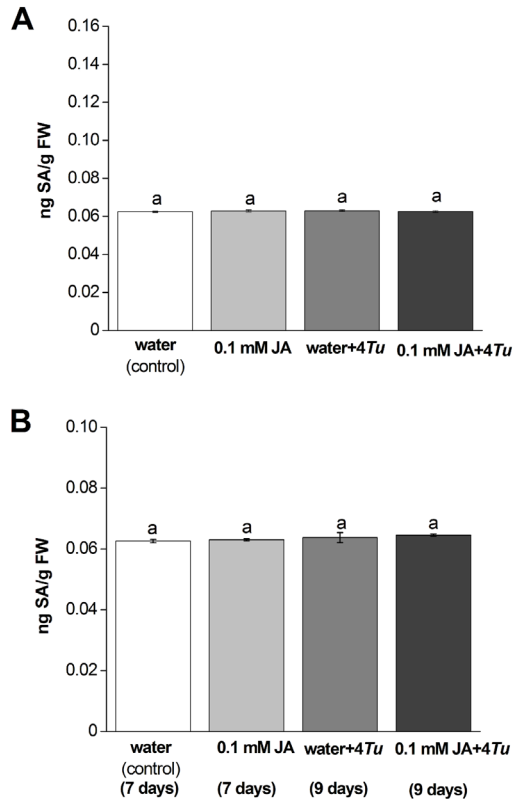 A
0.16
0.14
0.12
0.10
0.08
0.06
0.04
0.02
0
ng SA/g FW
a a a a
water 0.1 mM JA water+4Tu 0.1 mM JA+4Tu
(control)
B
0.10
0.08
0.06
0.04
0.02
0
ng SA/g FW
a a a a
water 0.1 mM JA water+4Tu 0.1 mM JA+4Tu
(control)
(7 days) (7 days) (9 days) (9 days)